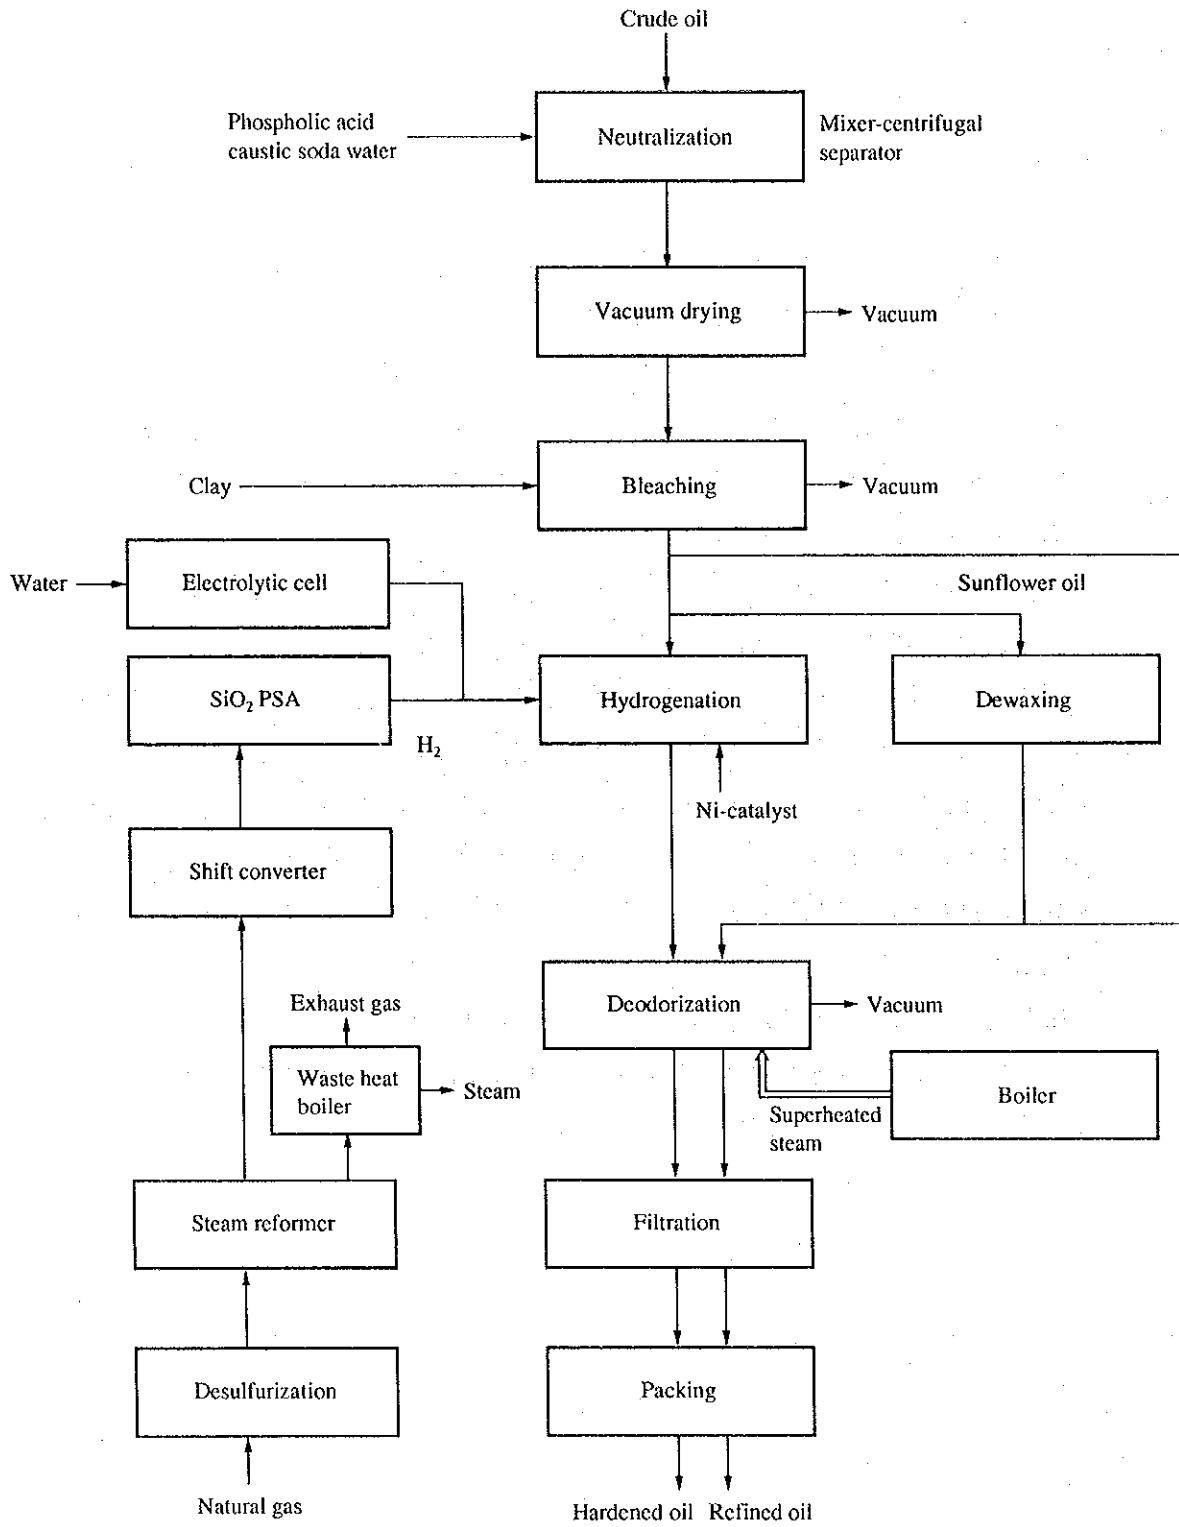 Crude oil
Phospholic acid
caustic soda water
Neutralization
Mixer-centrifugal
separator
Vacuum drying
Vacuum
Clay
Bleaching
Vacuum
Water
Electrolytic cell
Sunflower oil
SiO₂ PSA
H₂
Hydrogenation
Dewaxing
Ni-catalyst
Shift converter
Exhaust gas
Deodorization
Vacuum
Waste heat
boiler
Steam
Superheated
steam
Boiler
Steam reformer
Filtration
Desulfurization
Packing
Natural gas
Hardened oil
Refined oil